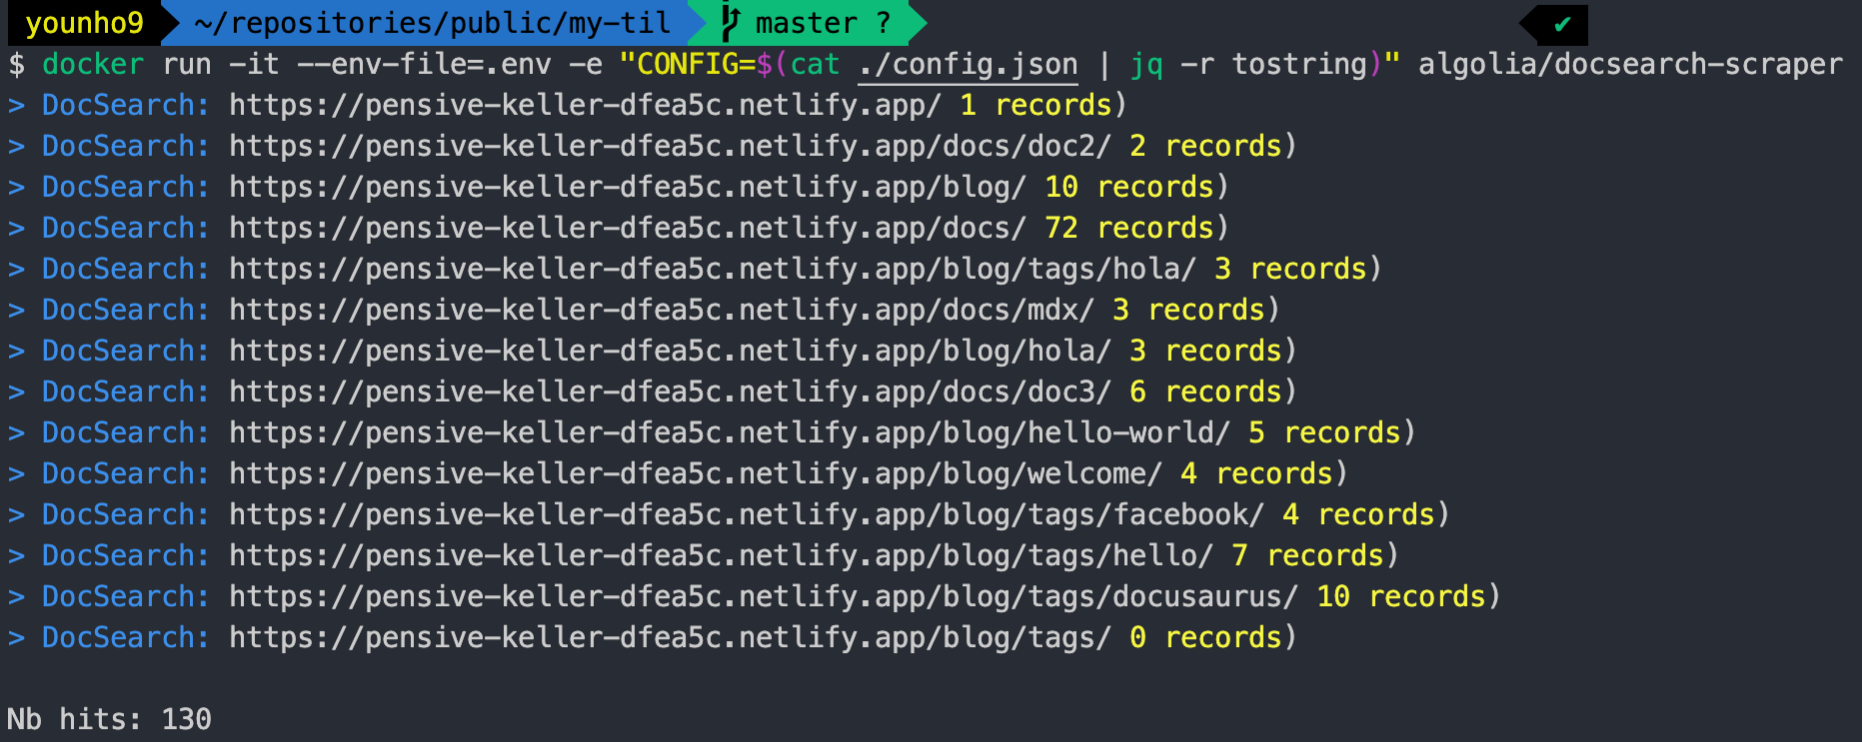 younho9 ~/repositories/public/my-til master ? ✔
$ docker run -it --env-file=.env -e "CONFIG=$(cat ./config.json | jq -r tostring)" algolia/docsearch-scraper
> DocSearch: https://pensive-keller-dfea5c.netlify.app/ 1 records)
> DocSearch: https://pensive-keller-dfea5c.netlify.app/docs/doc2/ 2 records)
> DocSearch: https://pensive-keller-dfea5c.netlify.app/blog/ 10 records)
> DocSearch: https://pensive-keller-dfea5c.netlify.app/docs/ 72 records)
> DocSearch: https://pensive-keller-dfea5c.netlify.app/blog/tags/hola/ 3 records)
> DocSearch: https://pensive-keller-dfea5c.netlify.app/docs/mdx/ 3 records)
> DocSearch: https://pensive-keller-dfea5c.netlify.app/blog/hola/ 3 records)
> DocSearch: https://pensive-keller-dfea5c.netlify.app/docs/doc3/ 6 records)
> DocSearch: https://pensive-keller-dfea5c.netlify.app/blog/hello-world/ 5 records)
> DocSearch: https://pensive-keller-dfea5c.netlify.app/blog/welcome/ 4 records)
> DocSearch: https://pensive-keller-dfea5c.netlify.app/blog/tags/facebook/ 4 records)
> DocSearch: https://pensive-keller-dfea5c.netlify.app/blog/tags/hello/ 7 records)
> DocSearch: https://pensive-keller-dfea5c.netlify.app/blog/tags/docusaurus/ 10 records)
> DocSearch: https://pensive-keller-dfea5c.netlify.app/blog/tags/ 0 records)
Nb hits: 130